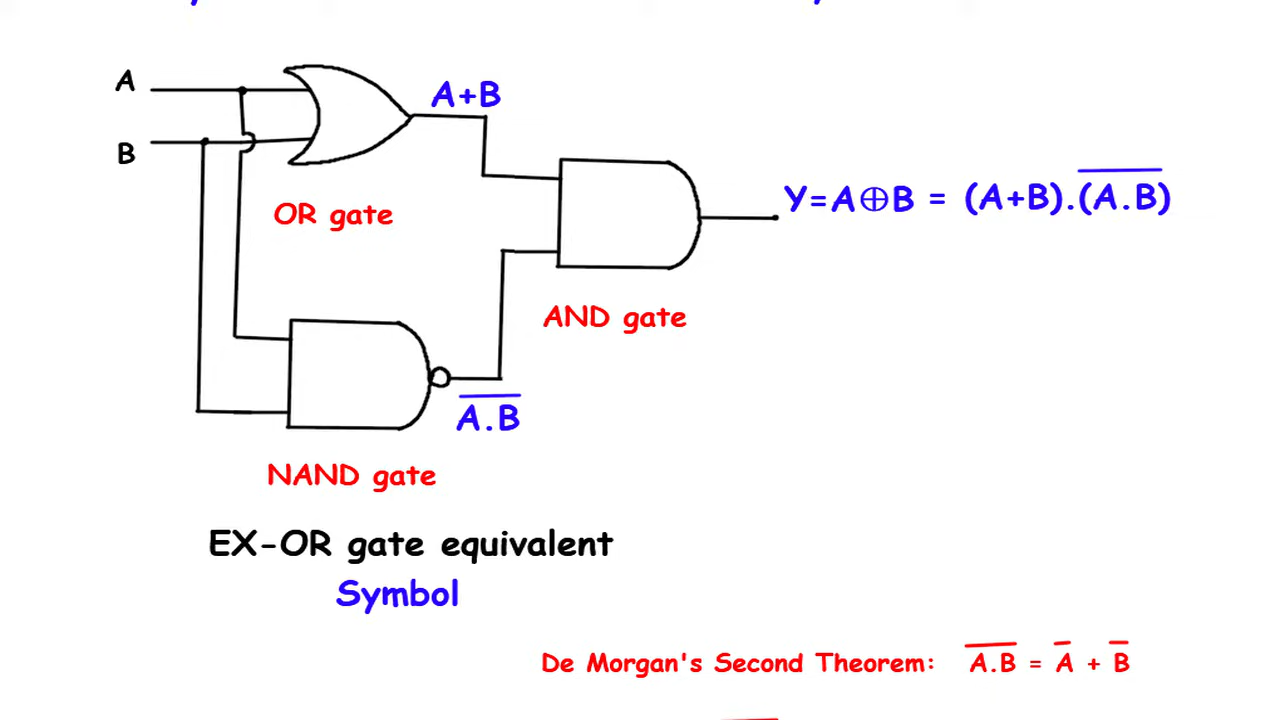 A
A+B
B
Y=A⊕B = (A+B).(A̅.̅B̅)
OR gate
AND gate
A̅.̅B̅
NAND gate
EX-OR gate equivalent
Symbol
De Morgan's Second Theorem: A̅.̅B̅ = A̅ + B̅